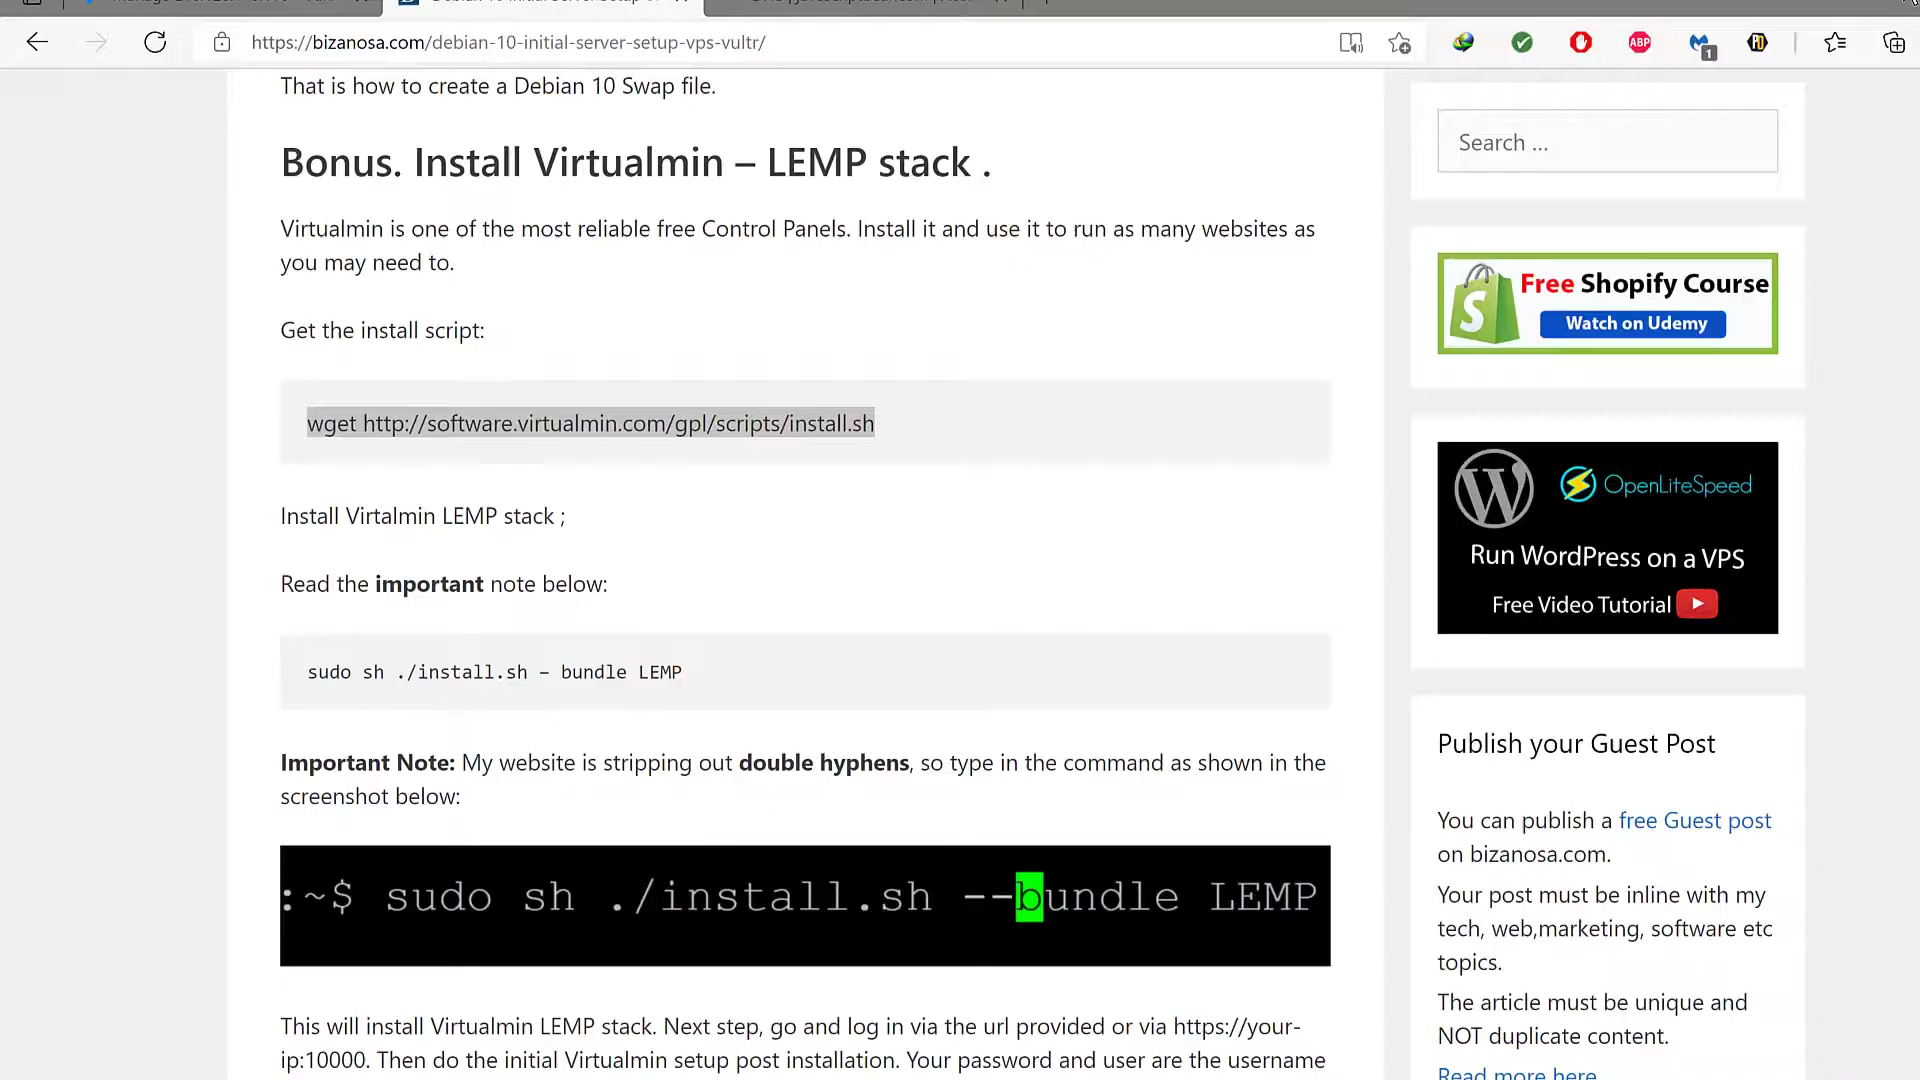 https://bizanosa.com/debian-10-initial-server-setup-vps-vultr/
ABP
1
That is how to create a Debian 10 Swap file.
Bonus. Install Virtualmin – LEMP stack .
Virtualmin is one of the most reliable free Control Panels. Install it and use it to run as many websites as
you may need to.
Get the install script:
wget http://software.virtualmin.com/gpl/scripts/install.sh
Install Virtalmin LEMP stack ;
Read the important note below:
sudo sh ./install.sh – bundle LEMP
Important Note: My website is stripping out double hyphens, so type in the command as shown in the
screenshot below:
:~$ sudo sh ./install.sh --bundle LEMP
This will install Virtualmin LEMP stack. Next step, go and log in via the url provided or via https://your-
ip:10000. Then do the initial Virtualmin setup post installation. Your password and user are the username
Search ...
Free Shopify Course
Watch on Udemy
OpenLiteSpeed
Run WordPress on a VPS
Free Video Tutorial
Publish your Guest Post
You can publish a free Guest post
on bizanosa.com.
Your post must be inline with my
tech, web,marketing, software etc
topics.
The article must be unique and
NOT duplicate content.
Read more here